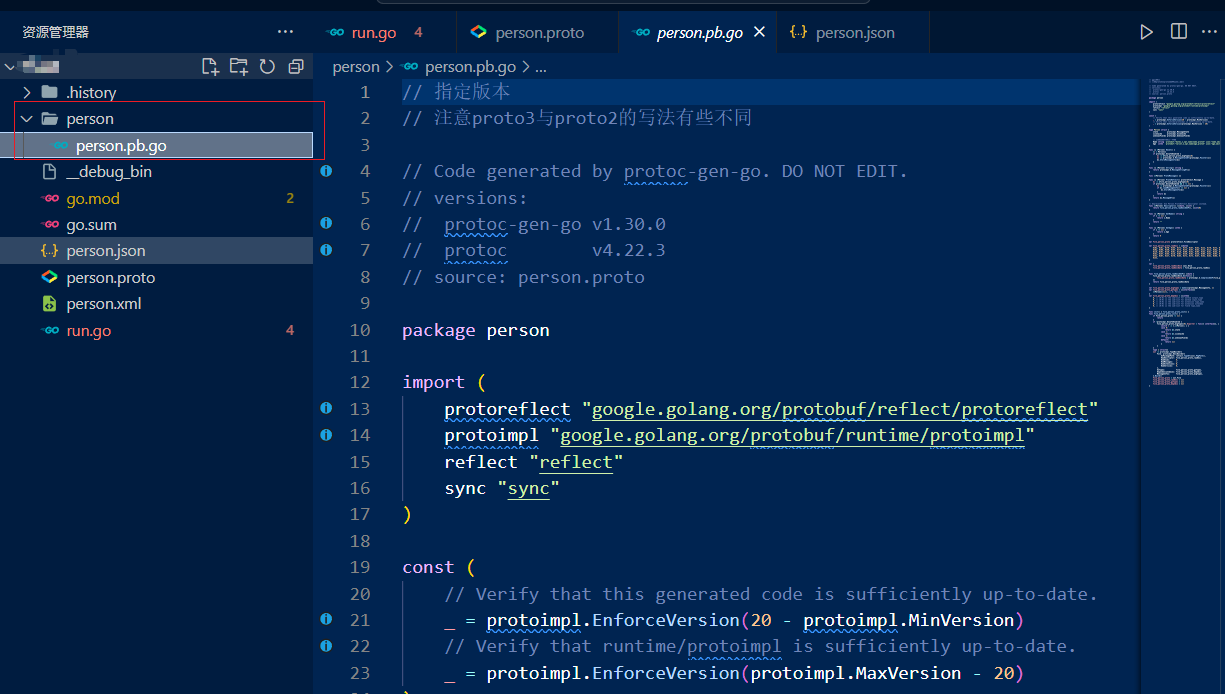 资源管理器
run.go 4
person.proto
person.pb.go
person.json
.history
person
person.pb.go
__debug_bin
go.mod 2
go.sum
person.json
person.proto
person.xml
run.go 4
person > person.pb.go > ...
1 // 指定版本
2 // 注意proto3与proto2的写法有些不同
3
4 // Code generated by protoc-gen-go. DO NOT EDIT.
5 // versions:
6 // protoc-gen-go v1.30.0
7 // protoc        v4.22.3
8 // source: person.proto
9
10 package person
11
12 import (
13     protoreflect "google.golang.org/protobuf/reflect/protoreflect"
14     protoimpl "google.golang.org/protobuf/runtime/protoimpl"
15     reflect "reflect"
16     sync "sync"
17 )
18
19 const (
20     // Verify that this generated code is sufficiently up-to-date.
21     _ = protoimpl.EnforceVersion(20 - protoimpl.MinVersion)
22     // Verify that runtime/protoimpl is sufficiently up-to-date.
23     _ = protoimpl.EnforceVersion(protoimpl.MaxVersion - 20)